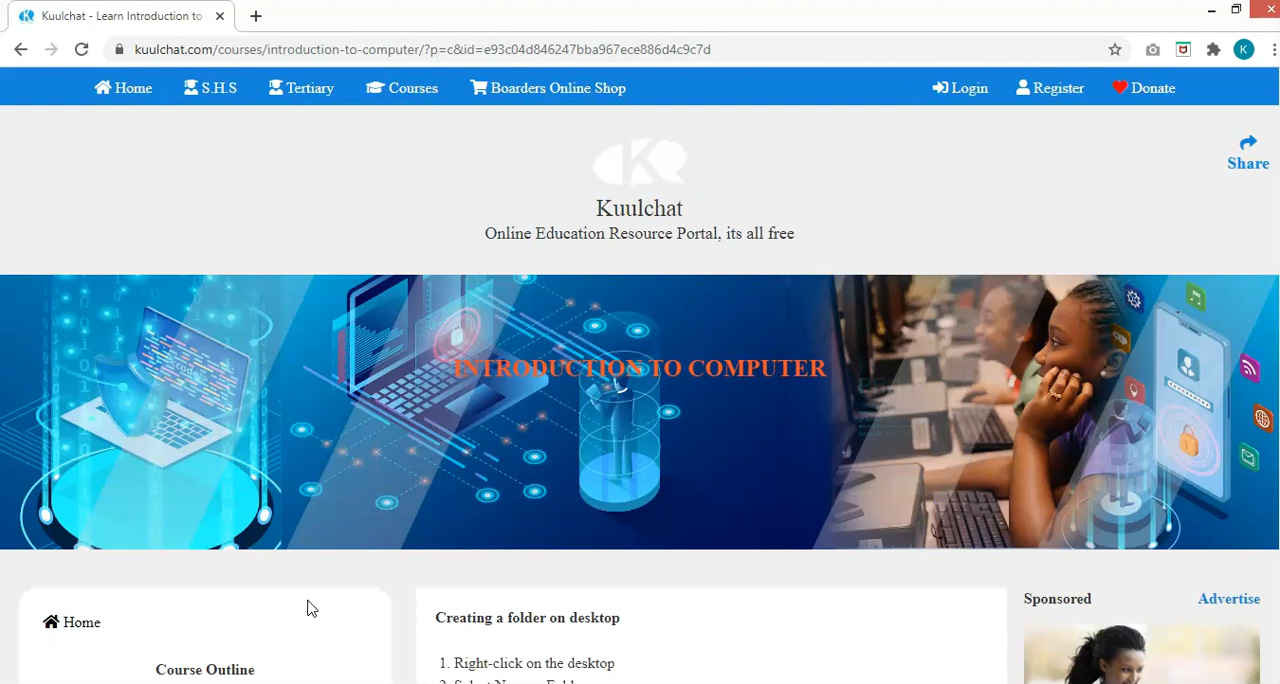 Kuulchat - Learn Introduction to
kuulchat.com/courses/introduction-to-computer/?p=c&id=e93c04d846247bba967ece886d4c9c7d
K
Home S.H.S Tertiary Courses Boarders Online Shop Login Register Donate
Share
Kuulchat
Online Education Resource Portal, its all free
INTRODUCTION TO COMPUTER
Home
Course Outline
Creating a folder on desktop
1. Right-click on the desktop
Sponsored Advertise